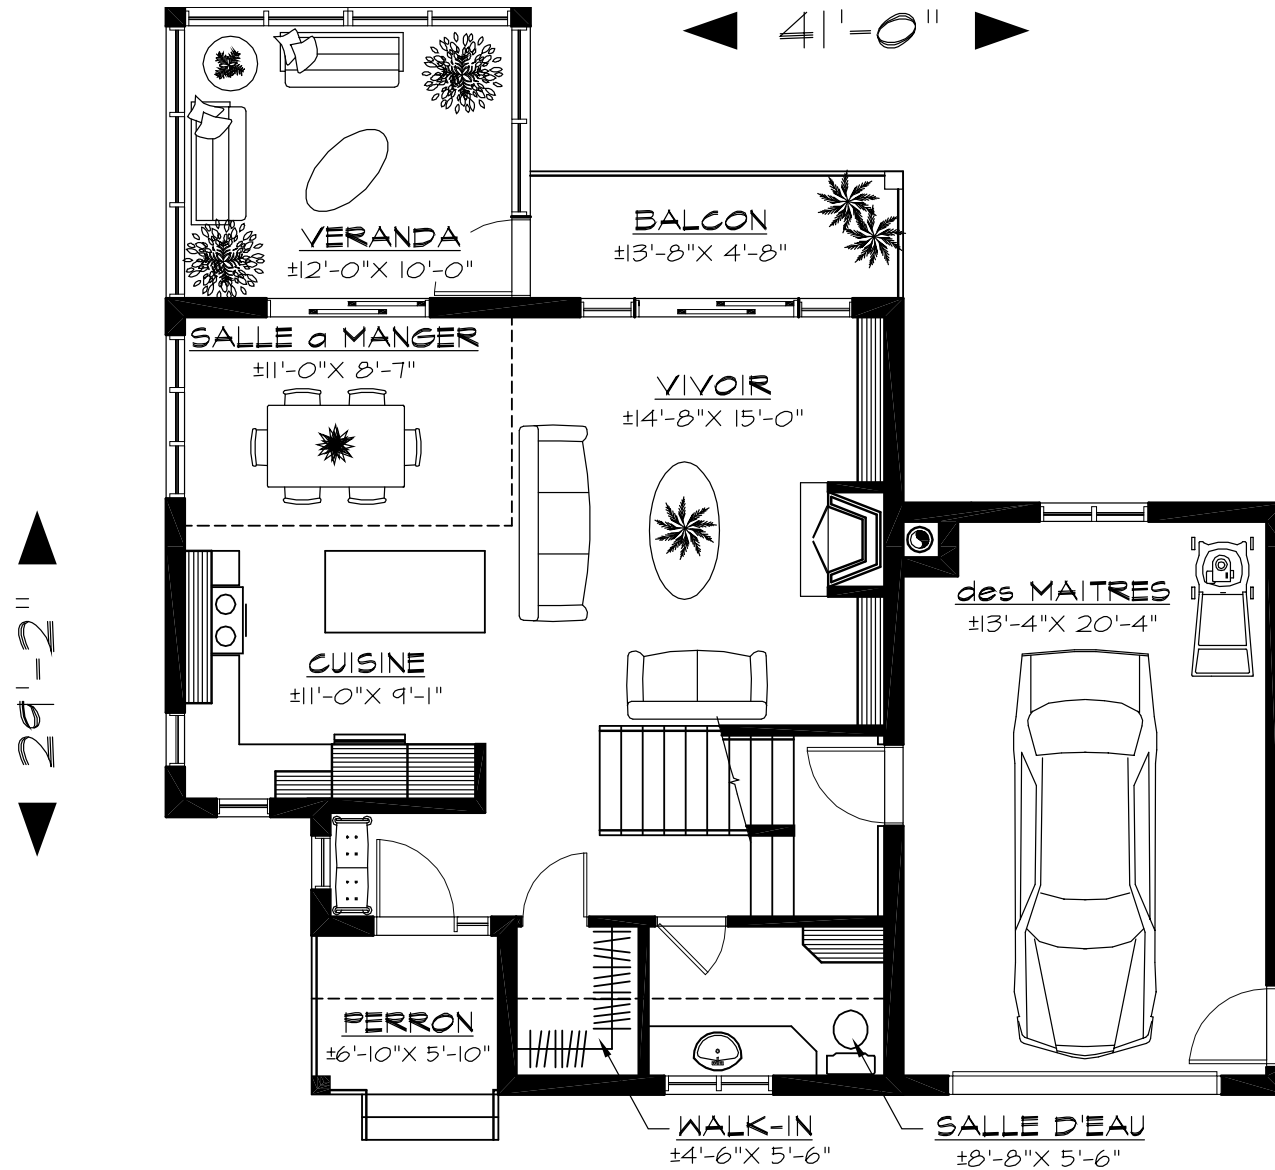 41'-0"
BALCON
±13'-8"X 4'-8"
VERANDA
±12'-0"X 10'-0"
SALLE a MANGER
±11'-0"X 8'-7"
VIVOIR
±14'-8"X 15'-0"
29'-2"
des MAITRES
±13'-4"X 20'-4"
CUISINE
±11'-0"X 9'-1"
PERRON
±6'-10"X 5'-10"
WALK-IN
±4'-6"X 5'-6"
SALLE D'EAU
±8'-8"X 5'-6"